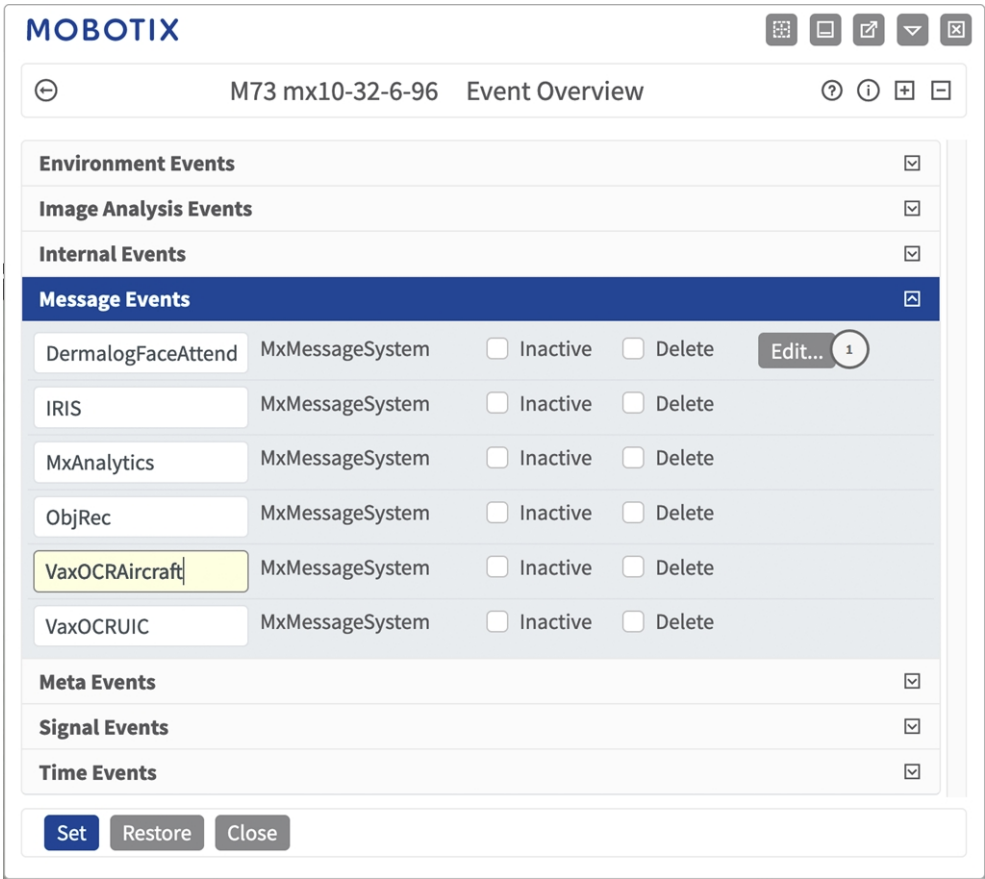 MOBOTIX
M73 mx10-32-6-96 Event Overview
Environment Events
Image Analysis Events
Internal Events
Message Events
DermalogFaceAttend MxMessageSystem Inactive Delete Edit... 1
IRIS MxMessageSystem Inactive Delete
MxAnalytics MxMessageSystem Inactive Delete
ObjRec MxMessageSystem Inactive Delete
VaxOCRAircraft MxMessageSystem Inactive Delete
VaxOCRUIC MxMessageSystem Inactive Delete
Meta Events
Signal Events
Time Events
Set Restore Close